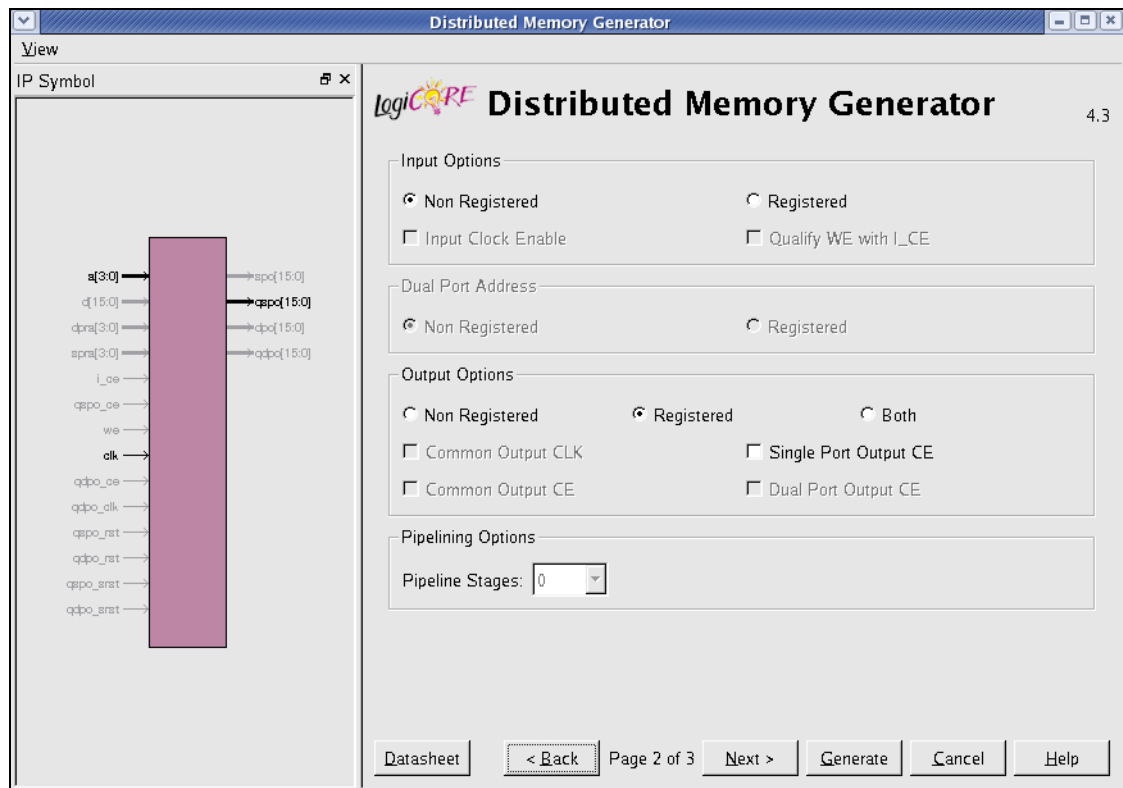 Distributed Memory Generator
View
IP Symbol
a[3:0]
d[15:0]
dpra[3:0]
spra[3:0]
i_ce
qspo_ce
we
clk
qdpo_ce
qdpo_clk
qspo_rst
qdpo_rst
qspo_srst
qdpo_srst
spo[15:0]
qspo[15:0]
dpo[15:0]
qdpo[15:0]
LogiCORE Distributed Memory Generator 4.3
Input Options
Non Registered Registered
Input Clock Enable Qualify WE with I_CE
Dual Port Address
Non Registered Registered
Output Options
Non Registered Registered Both
Common Output CLK Single Port Output CE
Common Output CE Dual Port Output CE
Pipelining Options
Pipeline Stages: 0
Datasheet < Back Page 2 of 3 Next > Generate Cancel Help